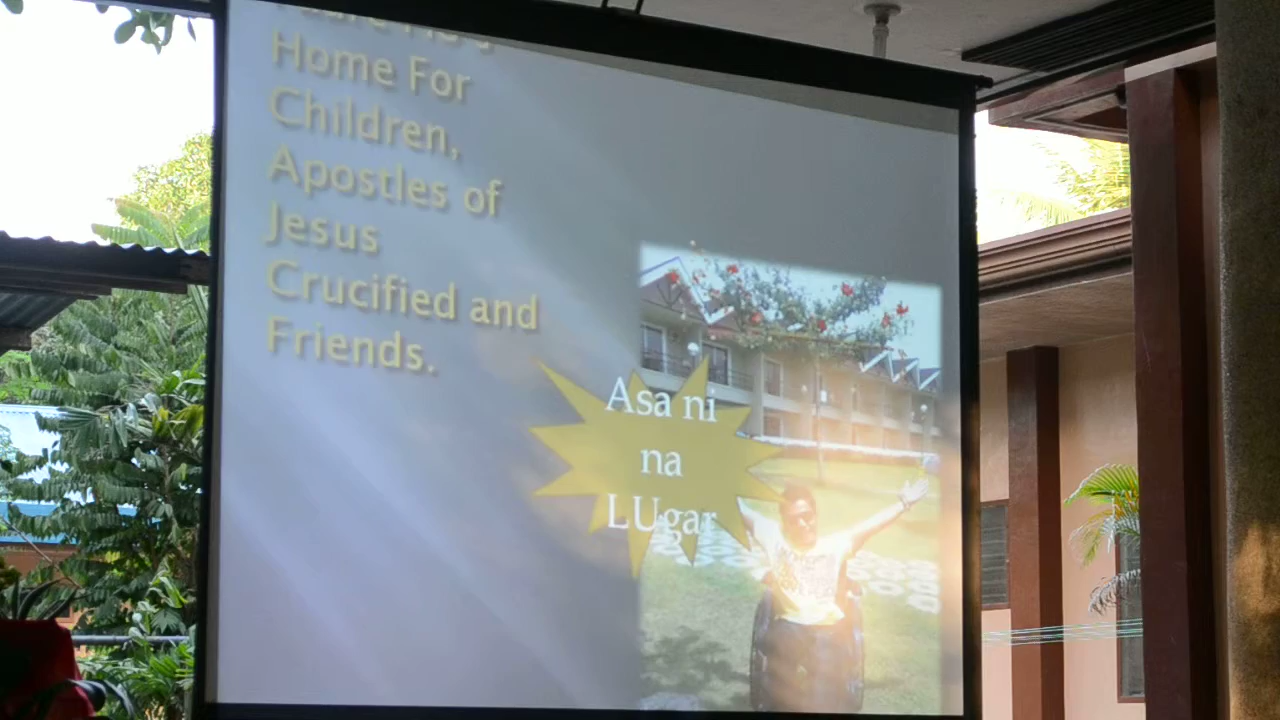 Home For
Children,
Apostles of
Jesus
Crucified and
Friends.
Asa ni
na
LUgar